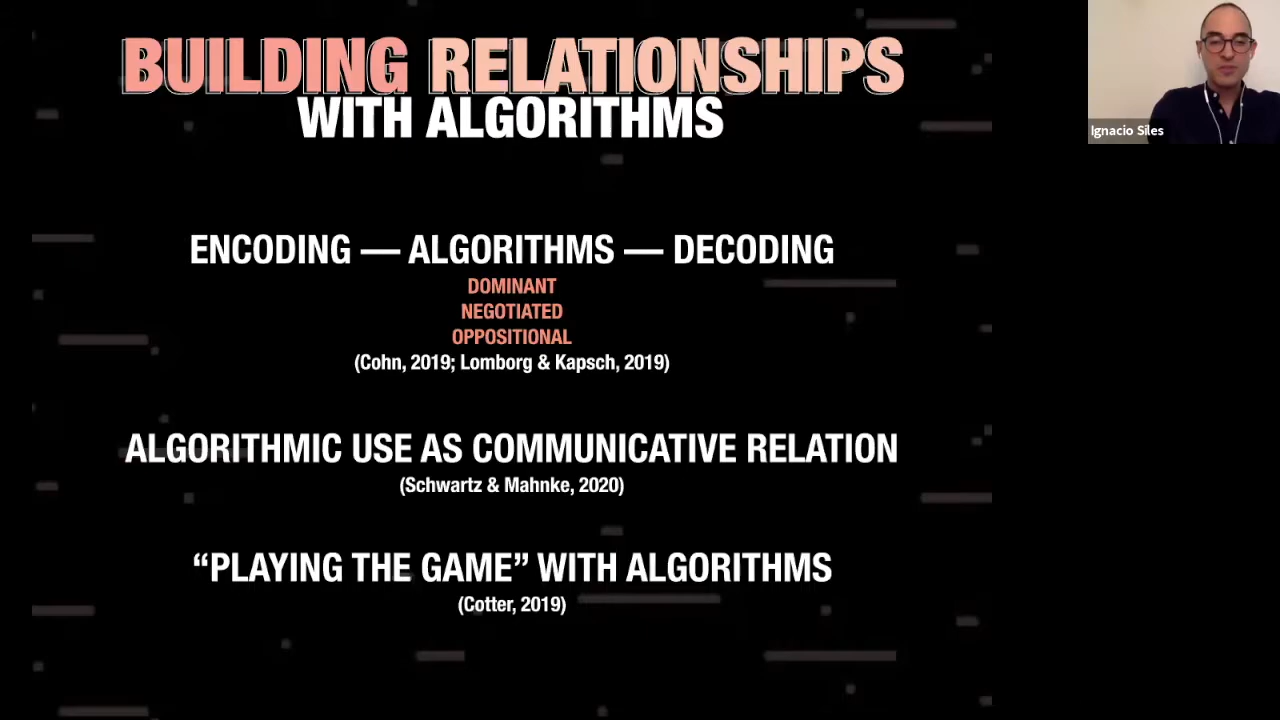 BUILDING RELATIONSHIPS
WITH ALGORITHMS
Ignacio Siles
ENCODING — ALGORITHMS — DECODING
DOMINANT
NEGOTIATED
OPPOSITIONAL
(Cohn, 2019; Lomborg & Kapsch, 2019)
ALGORITHMIC USE AS COMMUNICATIVE RELATION
(Schwartz & Mahnke, 2020)
“PLAYING THE GAME” WITH ALGORITHMS
(Cotter, 2019)